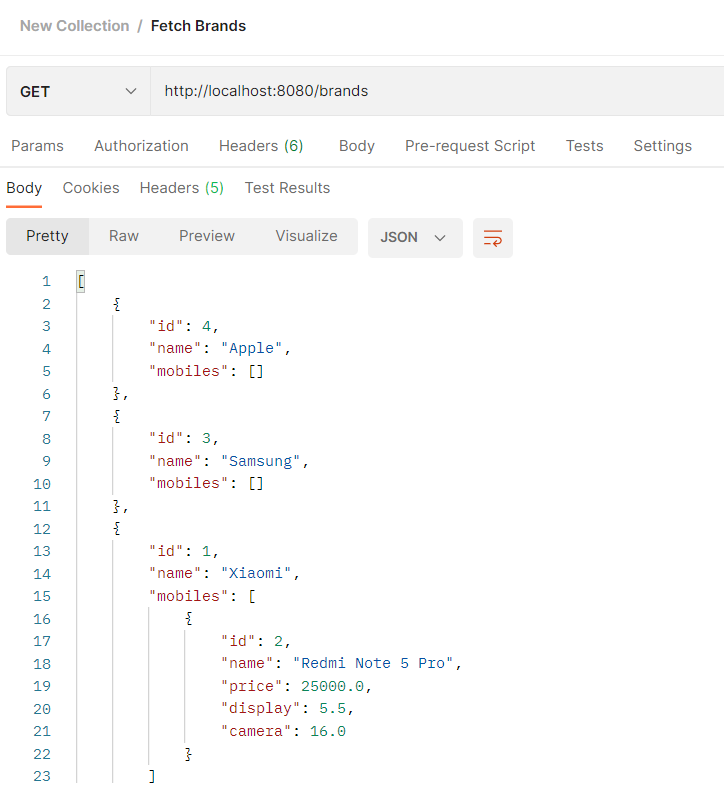 New Collection / Fetch Brands
GET http://localhost:8080/brands
Params Authorization Headers (6) Body Pre-request Script Tests Settings
Body Cookies Headers (5) Test Results
Pretty Raw Preview Visualize JSON
1 [
2 {
3 "id": 4,
4 "name": "Apple",
5 "mobiles": []
6 },
7 {
8 "id": 3,
9 "name": "Samsung",
10 "mobiles": []
11 },
12 {
13 "id": 1,
14 "name": "Xiaomi",
15 "mobiles": [
16 {
17 "id": 2,
18 "name": "Redmi Note 5 Pro",
19 "price": 25000.0,
20 "display": 5.5,
21 "camera": 16.0
22 }
23 ]